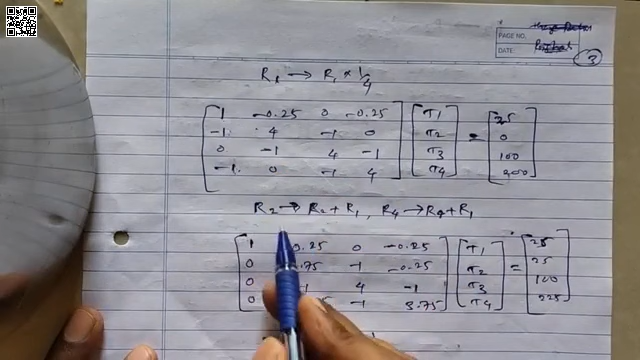 PAGE NO.
DATE:
3
R₁ → R₁ × 1/4
1 -0.25 0 -0.25 T1 25
-1 4 -1 0 T2 = 0
0 -1 4 -1 T3 100
-1 0 -1 4 T4 200
R₂ → R₂ + R₁, R₄ → R₄ + R₁
1 0.25 0 -0.25 T1 25
0 .75 -1 -0.25 T2 = 25
0 1 4 -1 T3 100
0 -1 3.75 T4 225